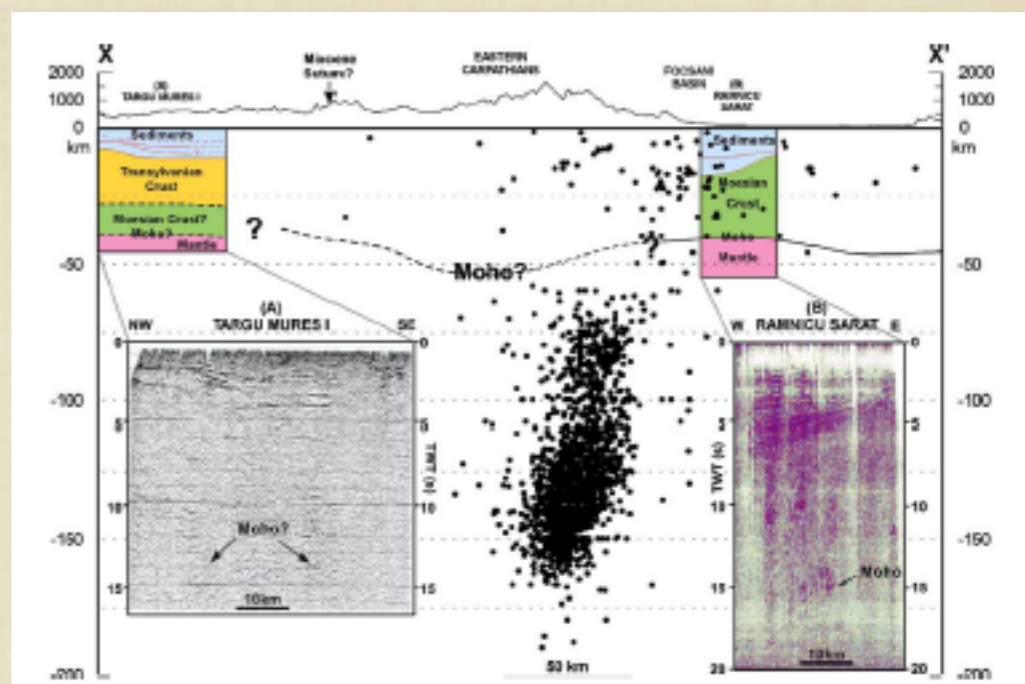 X
X'
Miocene
Suture?
EASTERN
CARPATHIANS
FOCSANI
BASIN
(A)
TARGU MURES I
(B)
RAMNICU
SARAT
2000
1000
0
km
2000
1000
0
km
Sediments
Transylvanian
Crust
Moesian Crust?
Moho?
Mantle
?
Moho?
?
Sediments
Moesian
Crust
Moho
Mantle
-50
-50
(A)
NW TARGU MURES I SE
(B)
W RAMNICU SARAT E
0
0
5
5
10
10
15
15
TWT (s)
Moho?
10km
-100
-100
-150
-150
-200
-200
TWT (s)
0
0
5
5
10
10
15
15
20
20
Moho
10km
50 km